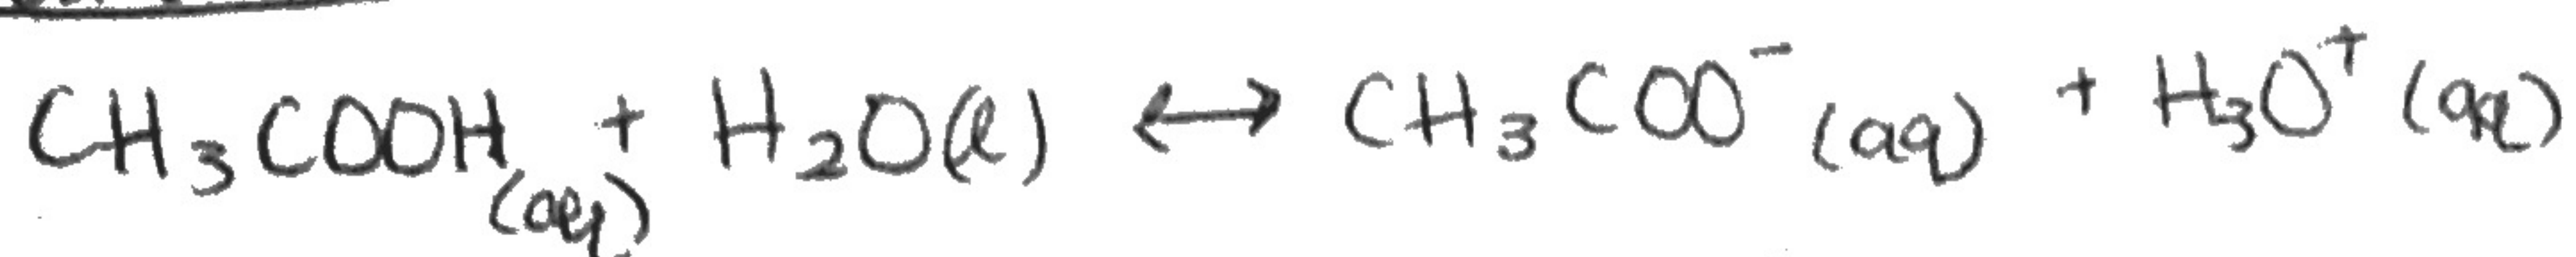 CH₃COOH(aq) + H₂O(l) ↔ CH₃COO⁻(aq) + H₃O⁺(aq)